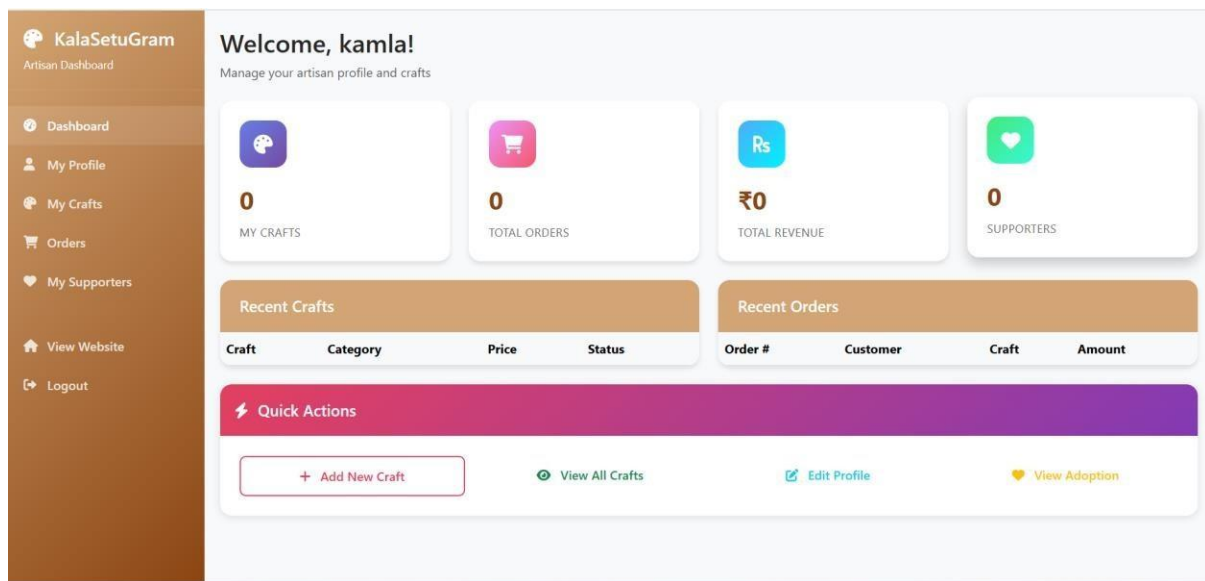 KalaSetuGram
Artisan Dashboard
Dashboard
My Profile
My Crafts
Orders
My Supporters
View Website
Logout
Welcome, kamla!
Manage your artisan profile and crafts
0
MY CRAFTS
0
TOTAL ORDERS
Rs
₹0
TOTAL REVENUE
0
SUPPORTERS
Recent Crafts
Craft Category Price Status
Recent Orders
Order # Customer Craft Amount
Quick Actions
+ Add New Craft View All Crafts Edit Profile View Adoption